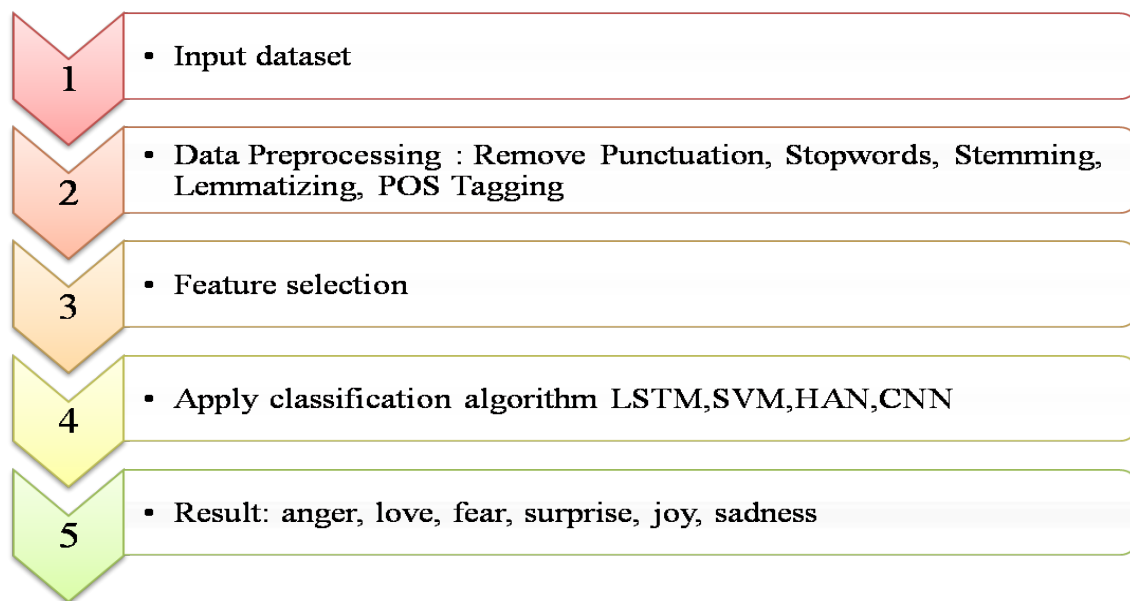 1
• Input dataset
2
• Data Preprocessing : Remove Punctuation, Stopwords, Stemming,
Lemmatizing, POS Tagging
3
• Feature selection
4
• Apply classification algorithm LSTM,SVM,HAN,CNN
5
• Result: anger, love, fear, surprise, joy, sadness